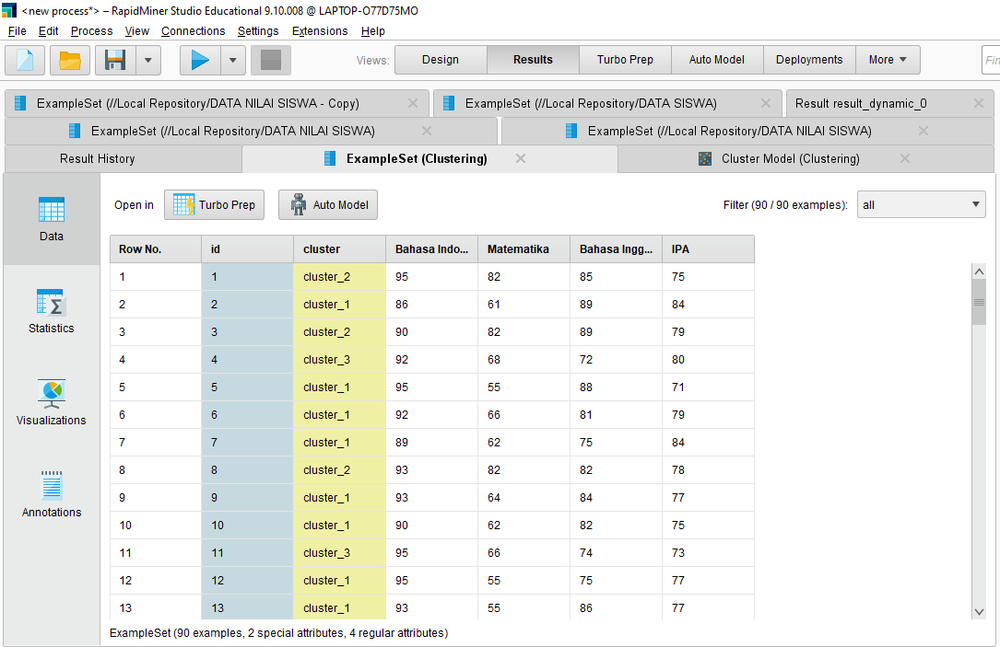 <new process*> – RapidMiner Studio Educational 9.10.008 @ LAPTOP-O77D75MO
File Edit Process View Connections Settings Extensions Help
Views: Design Results Turbo Prep Auto Model Deployments More Fin
ExampleSet (///Local Repository/DATA NILAI SISWA - Copy) ExampleSet (///Local Repository/DATA SISWA) Result result_dynamic_0
ExampleSet (//Local Repository/DATA NILAI SISWA) ExampleSet (//Local Repository/DATA NILAI SISWA)
Result History ExampleSet (Clustering) Cluster Model (Clustering)
Open in Turbo Prep Auto Model Filter (90 / 90 examples): all
Data
Statistics
Visualizations
Annotations
Row No. id cluster Bahasa Indo... Matematika Bahasa Ingg... IPA
1 1 cluster_2 95 82 85 75
2 2 cluster_1 86 61 89 84
3 3 cluster_2 90 82 89 79
4 4 cluster_3 92 68 72 80
5 5 cluster_1 95 55 88 71
6 6 cluster_1 92 66 81 79
7 7 cluster_1 89 62 75 84
8 8 cluster_2 93 82 82 78
9 9 cluster_1 93 64 84 77
10 10 cluster_1 90 62 82 75
11 11 cluster_3 95 66 74 73
12 12 cluster_1 95 55 75 77
13 13 cluster_1 93 55 86 77
ExampleSet (90 examples, 2 special attributes, 4 regular attributes)